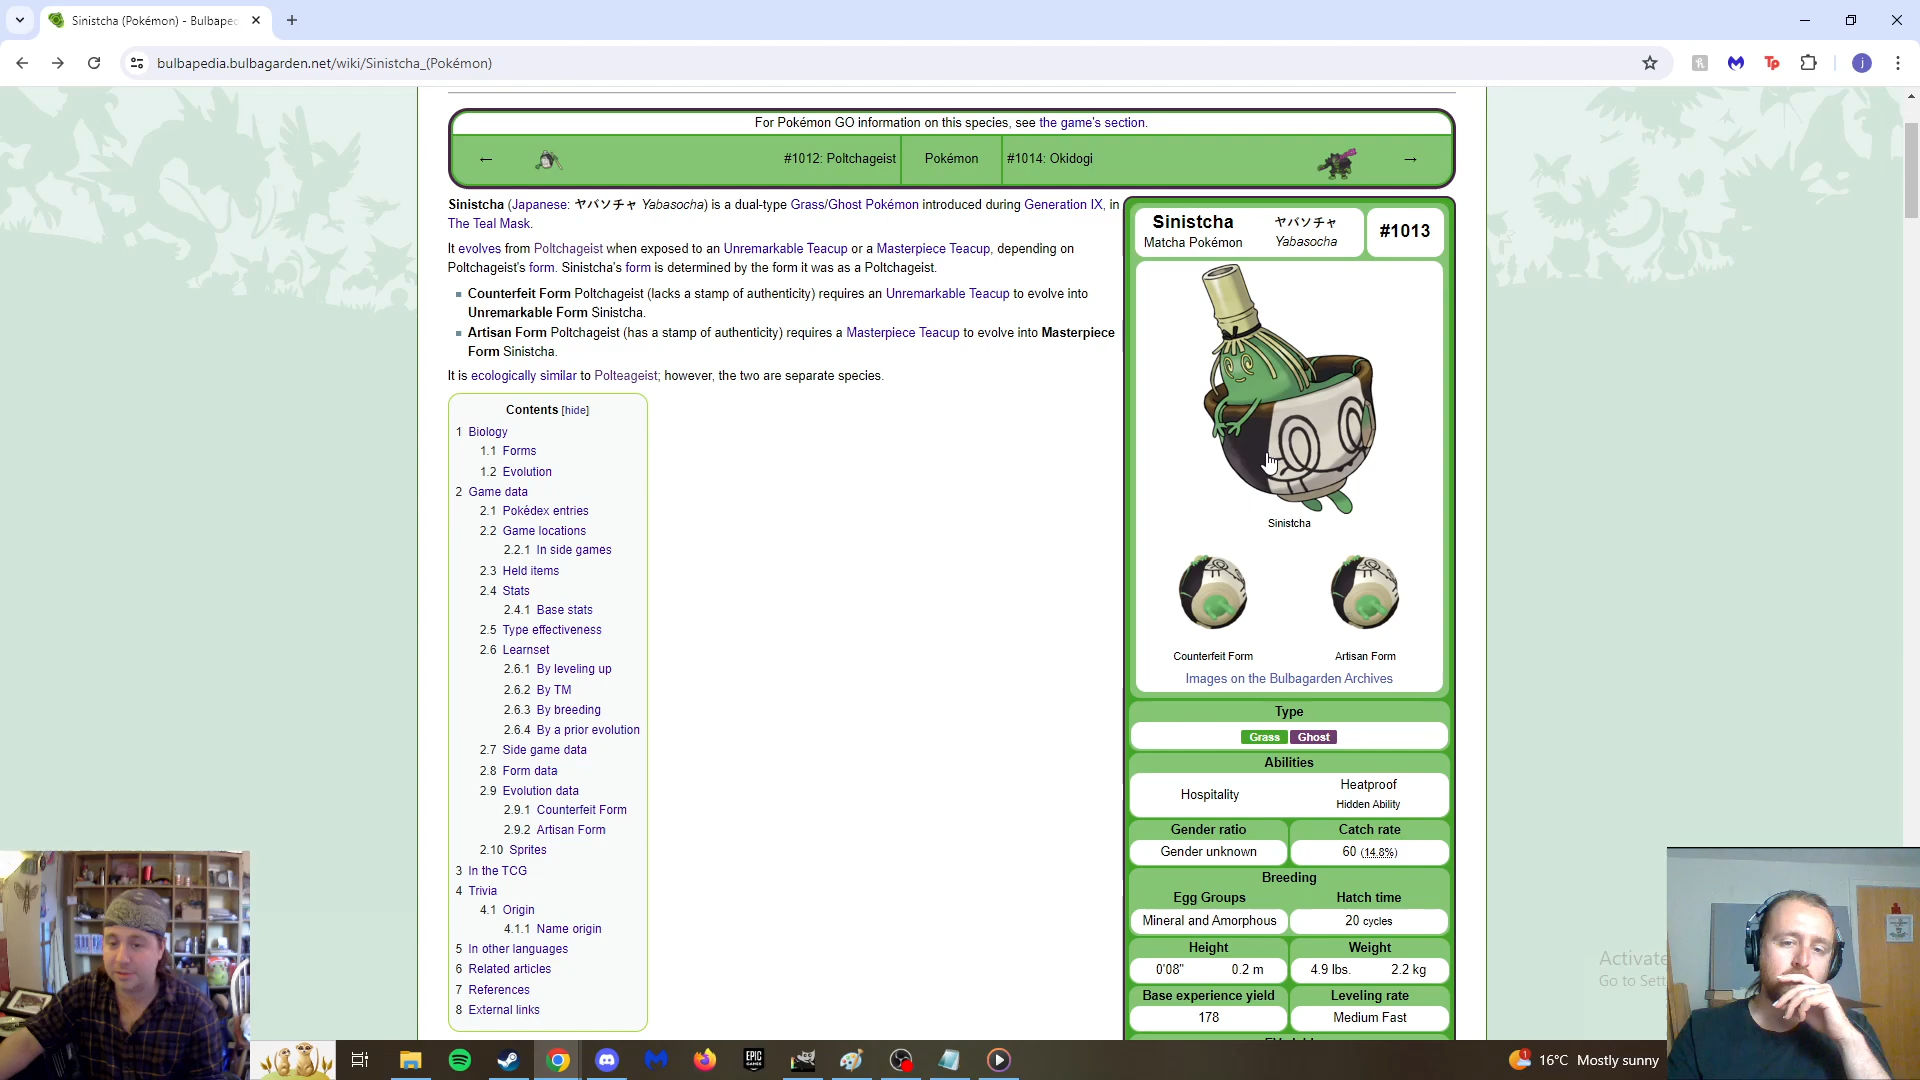 Sinistcha (Pokémon) - Bulbaped
bulbapedia.bulbagarden.net/wiki/Sinistcha_(Pokémon)
For Pokémon GO information on this species, see the game's section.
← #1012: Poltchageist Pokémon #1014: Okidogi →
Sinistcha (Japanese: ヤバソチャ Yabasocha) is a dual-type Grass/Ghost Pokémon introduced during Generation IX, in
The Teal Mask.
It evolves from Poltchageist when exposed to an Unremarkable Teacup or a Masterpiece Teacup, depending on
Poltchageist's form. Sinistcha's form is determined by the form it was as a Poltchageist.
Counterfeit Form Poltchageist (lacks a stamp of authenticity) requires an Unremarkable Teacup to evolve into
Unremarkable Form Sinistcha.
Artisan Form Poltchageist (has a stamp of authenticity) requires a Masterpiece Teacup to evolve into Masterpiece
Form Sinistcha.
It is ecologically similar to Polteageist; however, the two are separate species.
Contents [hide]
1 Biology
1.1 Forms
1.2 Evolution
2 Game data
2.1 Pokédex entries
2.2 Game locations
2.2.1 In side games
2.3 Held items
2.4 Stats
2.4.1 Base stats
2.5 Type effectiveness
2.6 Learnset
2.6.1 By leveling up
2.6.2 By TM
2.6.3 By breeding
2.6.4 By a prior evolution
2.7 Side game data
2.8 Form data
2.9 Evolution data
2.9.1 Counterfeit Form
2.9.2 Artisan Form
2.10 Sprites
3 In the TCG
4 Trivia
4.1 Origin
4.1.1 Name origin
5 In other languages
6 Related articles
7 References
8 External links
Sinistcha ヤバソチャ #1013
Matcha Pokémon Yabasocha
Sinistcha
Counterfeit Form Artisan Form
Images on the Bulbagarden Archives
Type
Grass Ghost
Abilities
Hospitality
Heatproof
Hidden Ability
Gender ratio Catch rate
Gender unknown 60 (14.8%)
Breeding
Egg Groups Hatch time
Mineral and Amorphous 20 cycles
Height Weight
0'08" 0.2 m 4.9 lbs. 2.2 kg
Base experience yield Leveling rate
178 Medium Fast
Activate
Go to Sett
16°C Mostly sunny